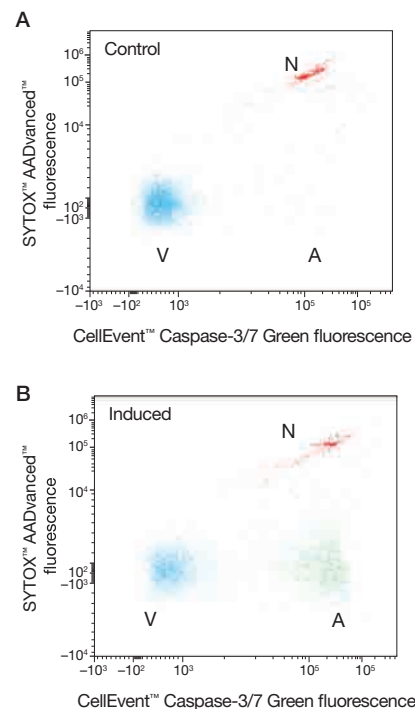 A
Control
N
10⁶
10⁵
10⁴
10²
−10³
−10⁴
SYTOX™ AADvanced™
fluorescence
V
A
−10³ −10² 10³ 10⁵ 10⁵
CellEvent™ Caspase-3/7 Green fluorescence
B
Induced
N
10⁶
10⁵
10⁴
10²
−10³
−10⁴
SYTOX™ AADvanced™
fluorescence
V
A
−10³ −10² 10³ 10⁵ 10⁵
CellEvent™ Caspase-3/7 Green fluorescence